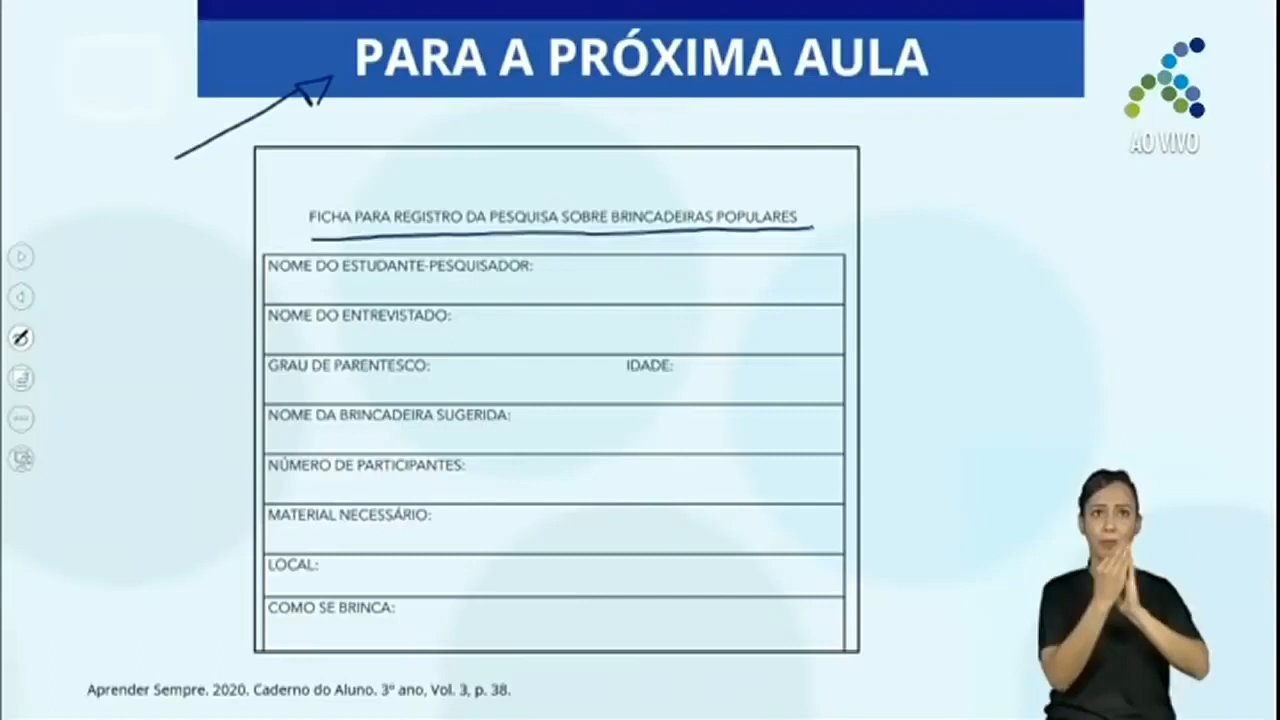 PARA A PRÓXIMA AULA
AO VIVO
FICHA PARA REGISTRO DA PESQUISA SOBRE BRINCADEIRAS POPULARES
NOME DO ESTUDANTE-PESQUISADOR:
NOME DO ENTREVISTADO:
GRAU DE PARENTESCO: IDADE:
NOME DA BRINCADEIRA SUGERIDA:
NÚMERO DE PARTICIPANTES:
MATERIAL NECESSÁRIO:
LOCAL:
COMO SE BRINCA:
Aprender Sempre. 2020. Caderno do Aluno. 3º ano, Vol. 3, p. 38.